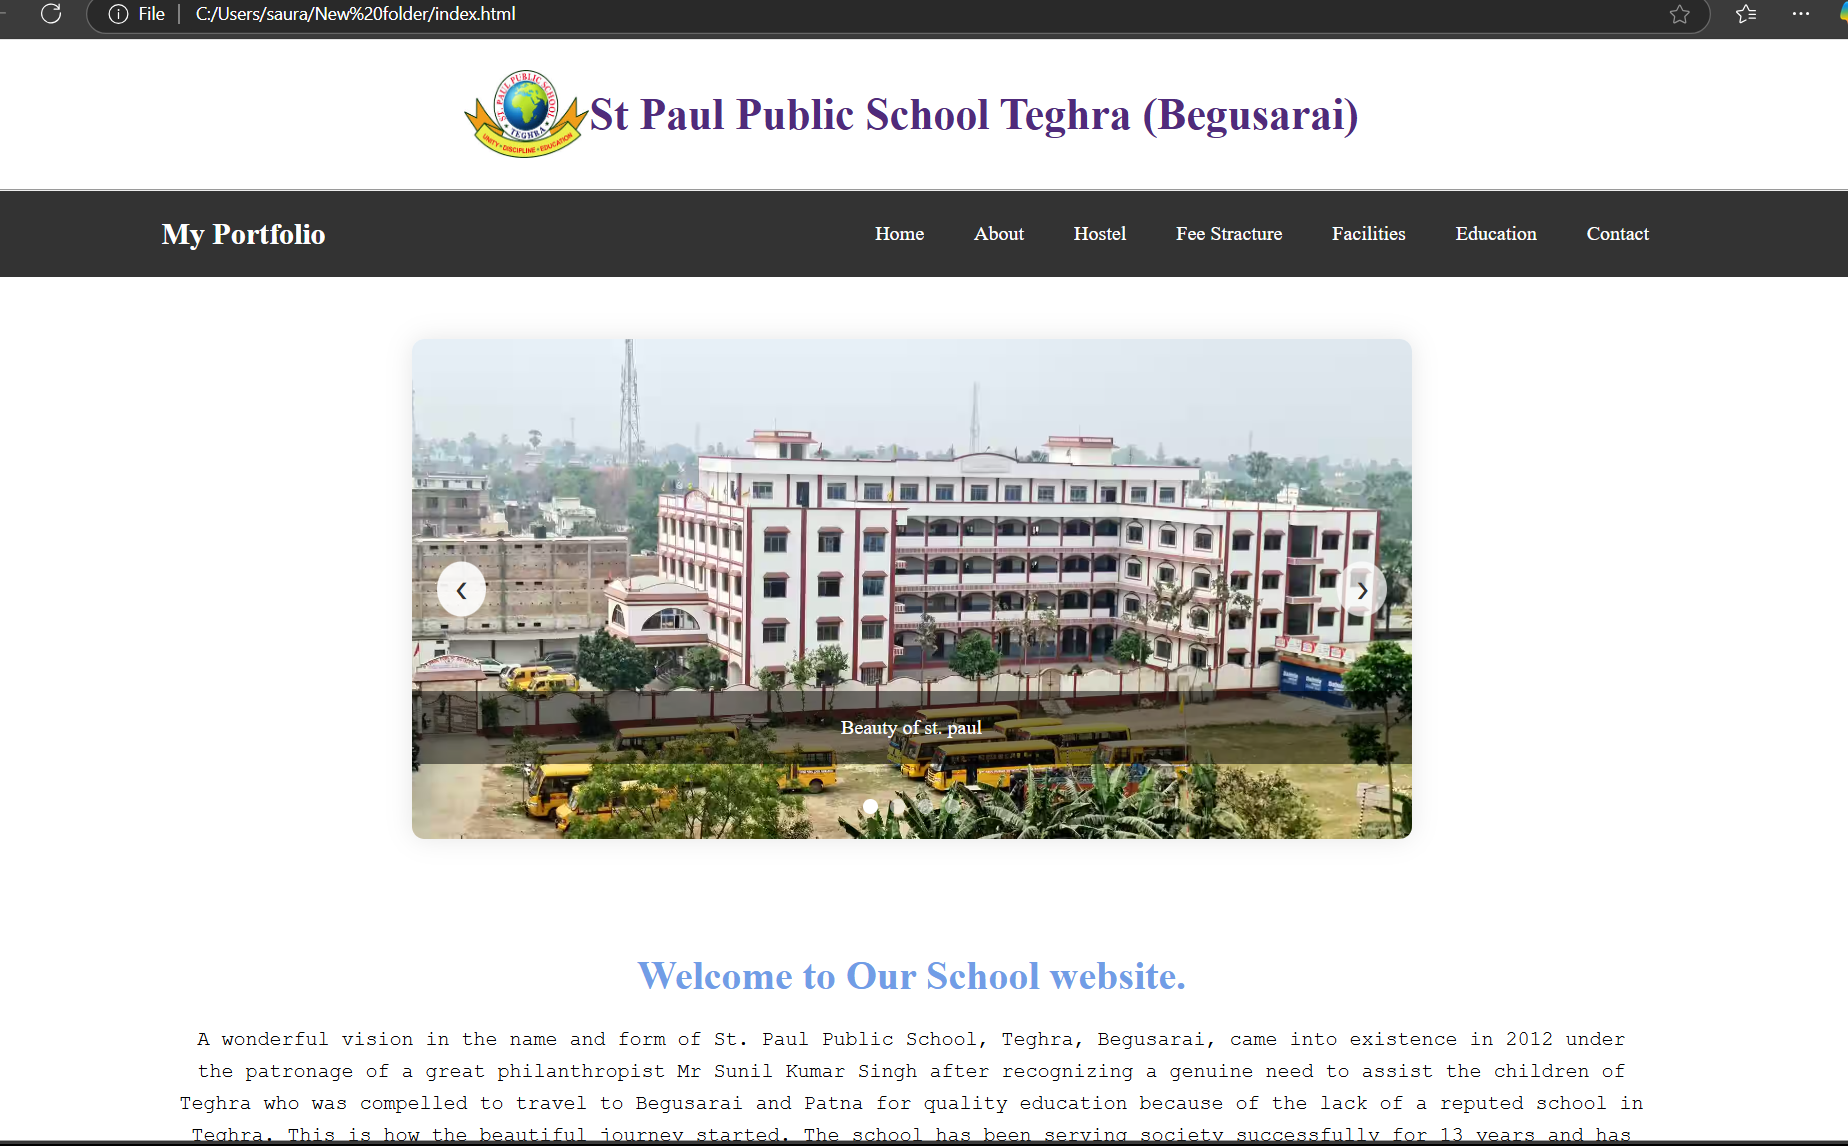 File
C:/Users/saura/New%20folder/index.html
ST. PAUL PUBLIC SCHOOL
TEGHRA
UNITY • DISCIPLINE • EDUCATION
St Paul Public School Teghra (Begusarai)
My Portfolio
Home
About
Hostel
Fee Stracture
Facilities
Education
Contact
Beauty of st. paul
Welcome to Our School website.
A wonderful vision in the name and form of St. Paul Public School, Teghra, Begusarai, came into existence in 2012 under
the patronage of a great philanthropist Mr Sunil Kumar Singh after recognizing a genuine need to assist the children of
Teghra who was compelled to travel to Begusarai and Patna for quality education because of the lack of a reputed school in
Teghra. This is how the beautiful journey started. The school has been serving society successfully for 13 years and has